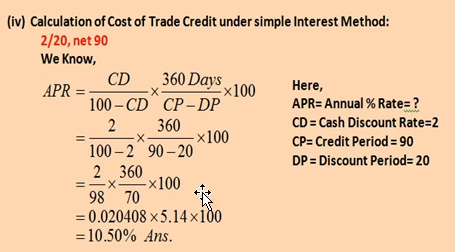 (iv) Calculation of Cost of Trade Credit under simple Interest Method:
2/20, net 90
We Know,
APR = CD / (100 – CD) × 360 Days / (CP – DP) × 100
= 2 / (100 – 2) × 360 / (90 – 20) × 100
= 2 / 98 × 360 / 70 × 100
= 0.020408 × 5.14 × 100
= 10.50% Ans.
Here,
APR= Annual % Rate= ?
CD = Cash Discount Rate=2
CP= Credit Period = 90
DP = Discount Period= 20